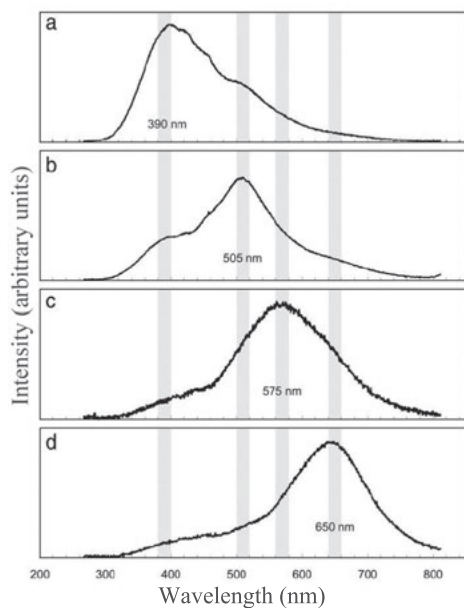 a
390 nm
b
505 nm
c
575 nm
d
650 nm
Intensity (arbitrary units)
200 300 400 500 600 700 800
Wavelength (nm)